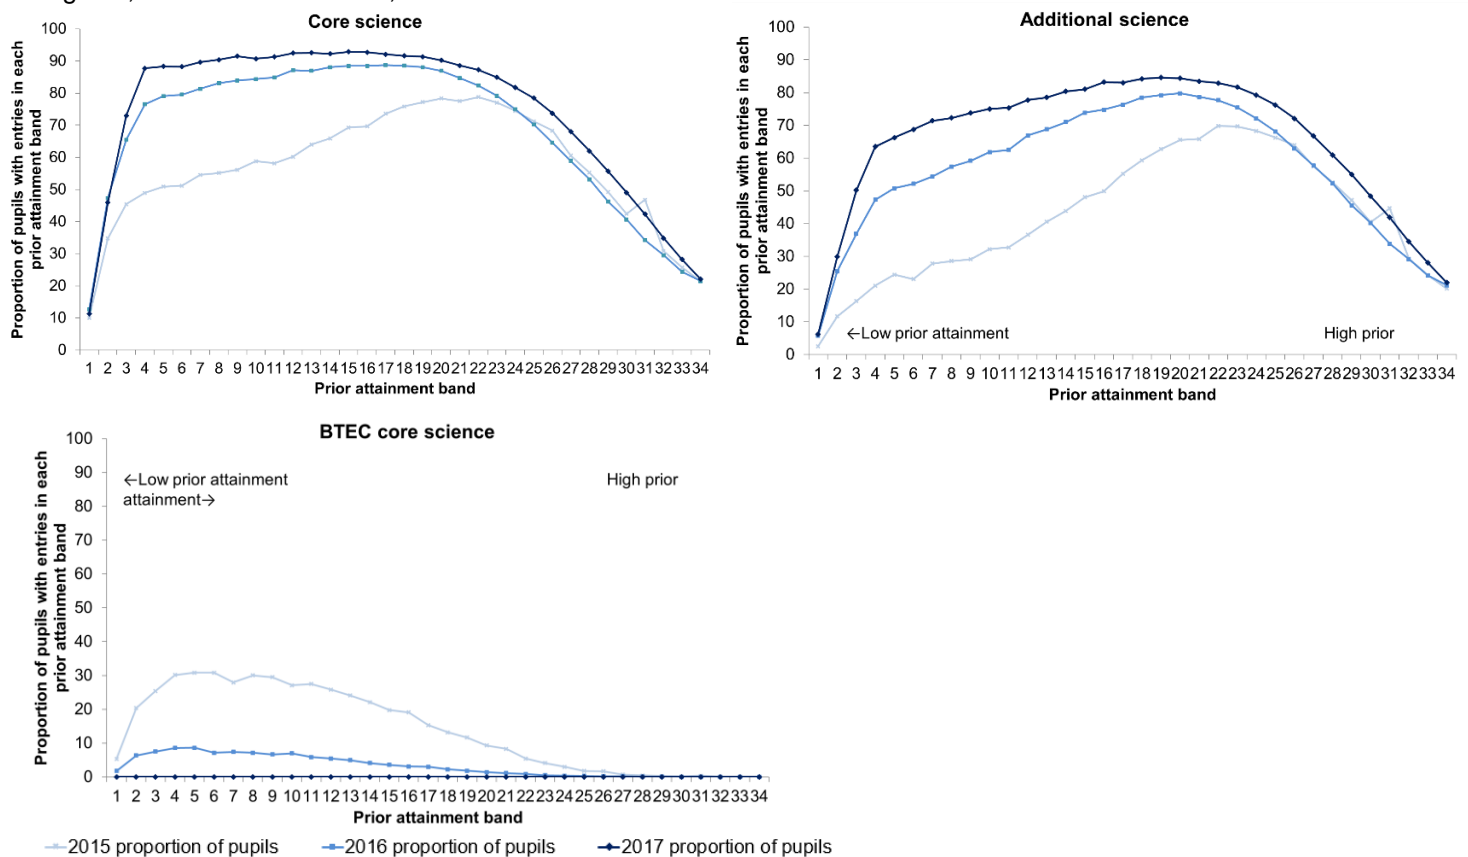 Core science
Proportion of pupils with entries in each
prior attainment band
100
90
80
70
60
50
40
30
20
10
0
1 2 3 4 5 6 7 8 9 10 11 12 13 14 15 16 17 18 19 20 21 22 23 24 25 26 27 28 29 30 31 32 33 34
Prior attainment band
Additional science
Proportion of pupils with entries in each
prior attainment band
100
90
80
70
60
50
40
30
20
10
0
←Low prior attainment High prior
1 2 3 4 5 6 7 8 9 10 11 12 13 14 15 16 17 18 19 20 21 22 23 24 25 26 27 28 29 30 31 32 33 34
Prior attainment band
BTEC core science
Proportion of pupils with entries in each
prior attainment band
100
90
80
70
60
50
40
30
20
10
0
←Low prior attainment High prior
attainment→
1 2 3 4 5 6 7 8 9 10 11 12 13 14 15 16 17 18 19 20 21 22 23 24 25 26 27 28 29 30 31 32 33 34
Prior attainment band
2015 proportion of pupils 2016 proportion of pupils 2017 proportion of pupils